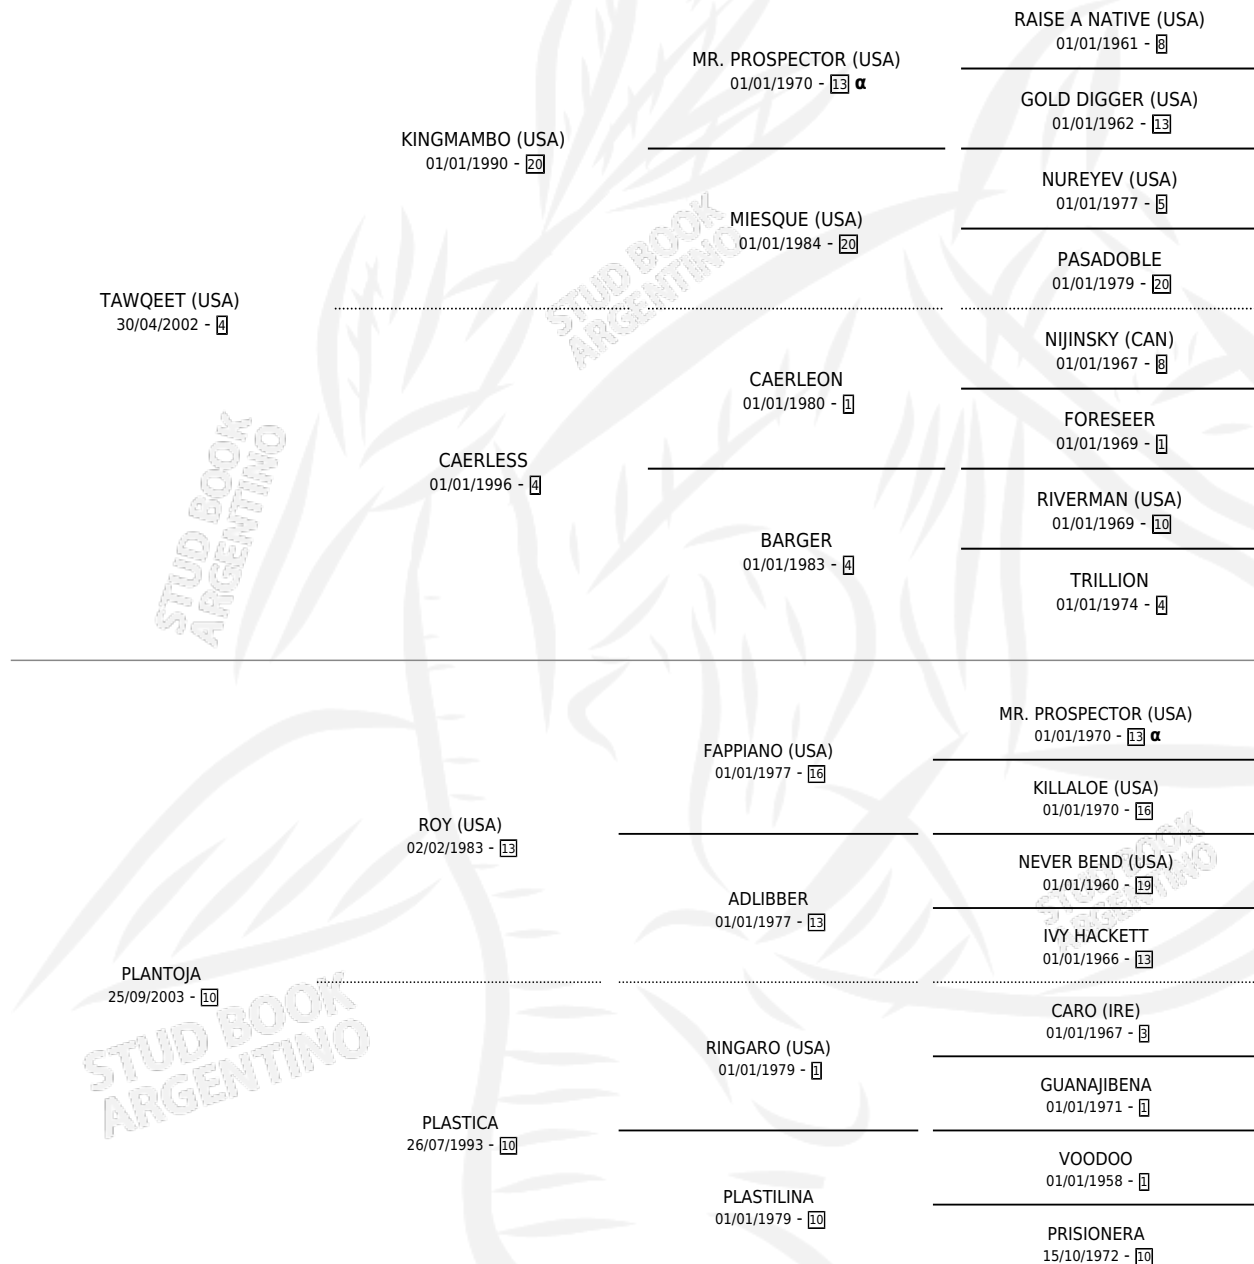 RAISE A NATIVE (USA)
01/01/1961 - 8
MR. PROSPECTOR (USA)
01/01/1970 - 13 α
GOLD DIGGER (USA)
01/01/1962 - 13
KINGMAMBO (USA)
01/01/1990 - 20
NUREYEV (USA)
01/01/1977 - 5
MIESQUE (USA)
01/01/1984 - 20
PASADOBLE
01/01/1979 - 20
TAWQEET (USA)
30/04/2002 - 4
NIJINSKY (CAN)
01/01/1967 - 8
CAERLEON
01/01/1980 - 1
FORESEER
01/01/1969 - 1
CAERLESS
01/01/1996 - 4
RIVERMAN (USA)
01/01/1969 - 10
BARGER
01/01/1983 - 4
TRILLION
01/01/1974 - 4
MR. PROSPECTOR (USA)
01/01/1970 - 13 α
FAPPIANO (USA)
01/01/1977 - 16
KILLALOE (USA)
01/01/1970 - 16
ROY (USA)
02/02/1983 - 13
NEVER BEND (USA)
01/01/1960 - 19
ADLIBBER
01/01/1977 - 13
IVY HACKETT
01/01/1966 - 13
PLANTOJA
25/09/2003 - 10
CARO (IRE)
01/01/1967 - 3
RINGARO (USA)
01/01/1979 - 1
GUANAJIBENA
01/01/1971 - 1
PLASTICA
26/07/1993 - 10
VOODOO
01/01/1958 - 1
PLASTILINA
01/01/1979 - 10
PRISIONERA
15/10/1972 - 10
STUD BOOK
ARGENTINO
STUD BOOK
ARGENTINO
STUD BOOK
ARGENTINO
STUD BOOK
ARGENTINO